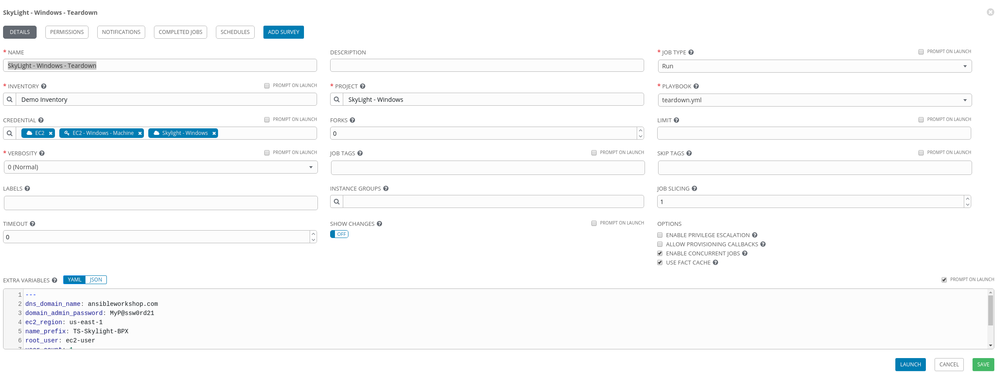 SkyLight - Windows - Teardown
DETAILS PERMISSIONS NOTIFICATIONS COMPLETED JOBS SCHEDULES ADD SURVEY
* NAME
SkyLight - Windows - Teardown
DESCRIPTION
* JOB TYPE PROMPT ON LAUNCH
Run
* INVENTORY PROMPT ON LAUNCH
Demo Inventory
* PROJECT
SkyLight - Windows
* PLAYBOOK
teardown.yml
CREDENTIAL PROMPT ON LAUNCH
EC2 EC2 - Windows - Machine Skylight - Windows
FORKS
0
LIMIT PROMPT ON LAUNCH
* VERBOSITY PROMPT ON LAUNCH
0 (Normal)
JOB TAGS PROMPT ON LAUNCH
SKIP TAGS PROMPT ON LAUNCH
LABELS
INSTANCE GROUPS
JOB SLICING
1
TIMEOUT
0
SHOW CHANGES PROMPT ON LAUNCH
OFF
OPTIONS
ENABLE PRIVILEGE ESCALATION
ALLOW PROVISIONING CALLBACKS
ENABLE CONCURRENT JOBS
USE FACT CACHE
EXTRA VARIABLES YAML JSON PROMPT ON LAUNCH
1 ---
2 dns_domain_name: ansibleworkshop.com
3 domain_admin_password: MyP@ssw0rd21
4 ec2_region: us-east-1
5 name_prefix: TS-Skylight-BPX
6 root_user: ec2-user
7 user_count: 1
LAUNCH CANCEL SAVE